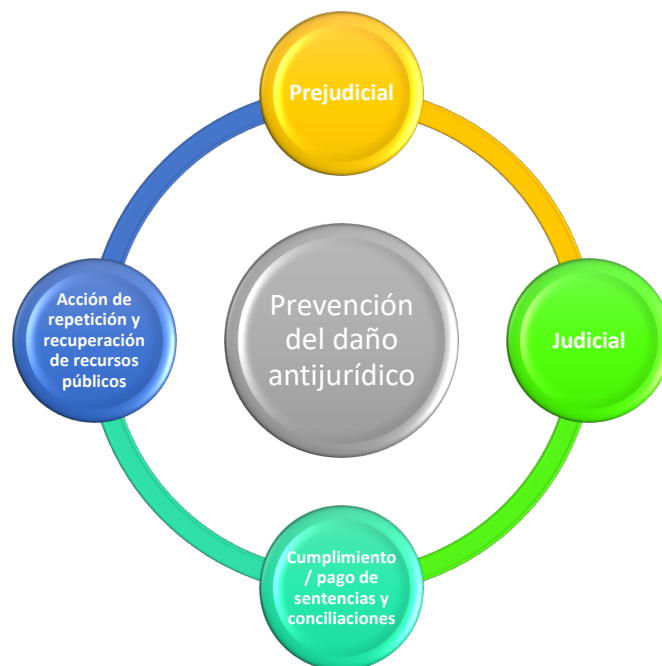 Prejudicial
Acción de
repetición y
recuperación
de recursos
públicos
Prevención
del daño
antijurídico
Judicial
Cumplimiento
/ pago de
sentencias y
conciliaciones